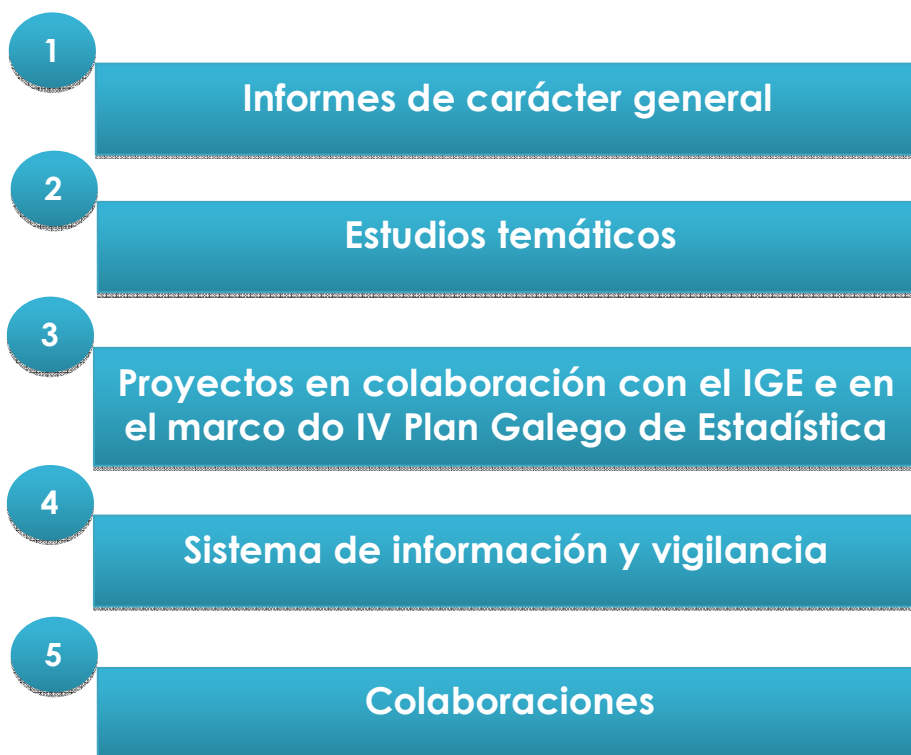 1
Informes de carácter general
2
Estudios temáticos
3
Proyectos en colaboración con el IGE e en
el marco do IV Plan Galego de Estadística
4
Sistema de información y vigilancia
5
Colaboraciones